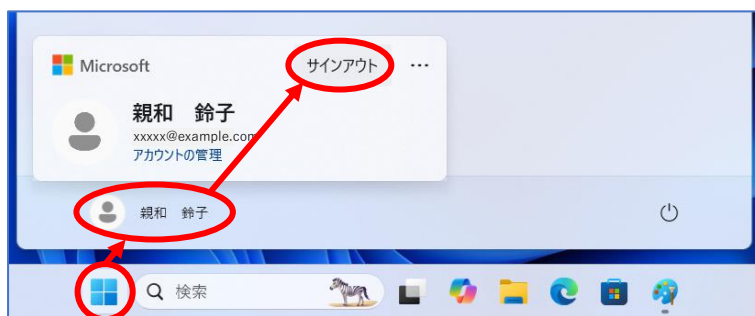 Microsoft サインアウト ···
親和 鈴子
xxxxx@example.com
アカウントの管理
親和 鈴子
検索